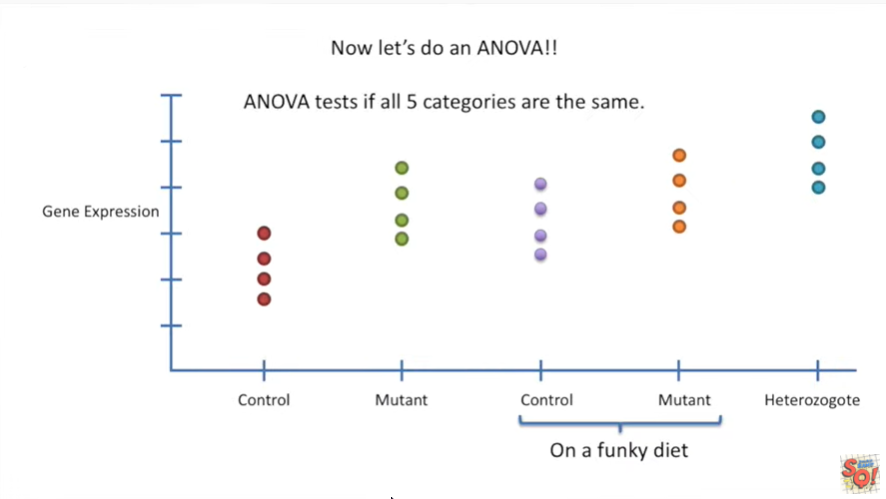 Now let's do an ANOVA!!
ANOVA tests if all 5 categories are the same.
Gene Expression
Control Mutant Control Mutant Heterozogote
On a funky diet
SQ!